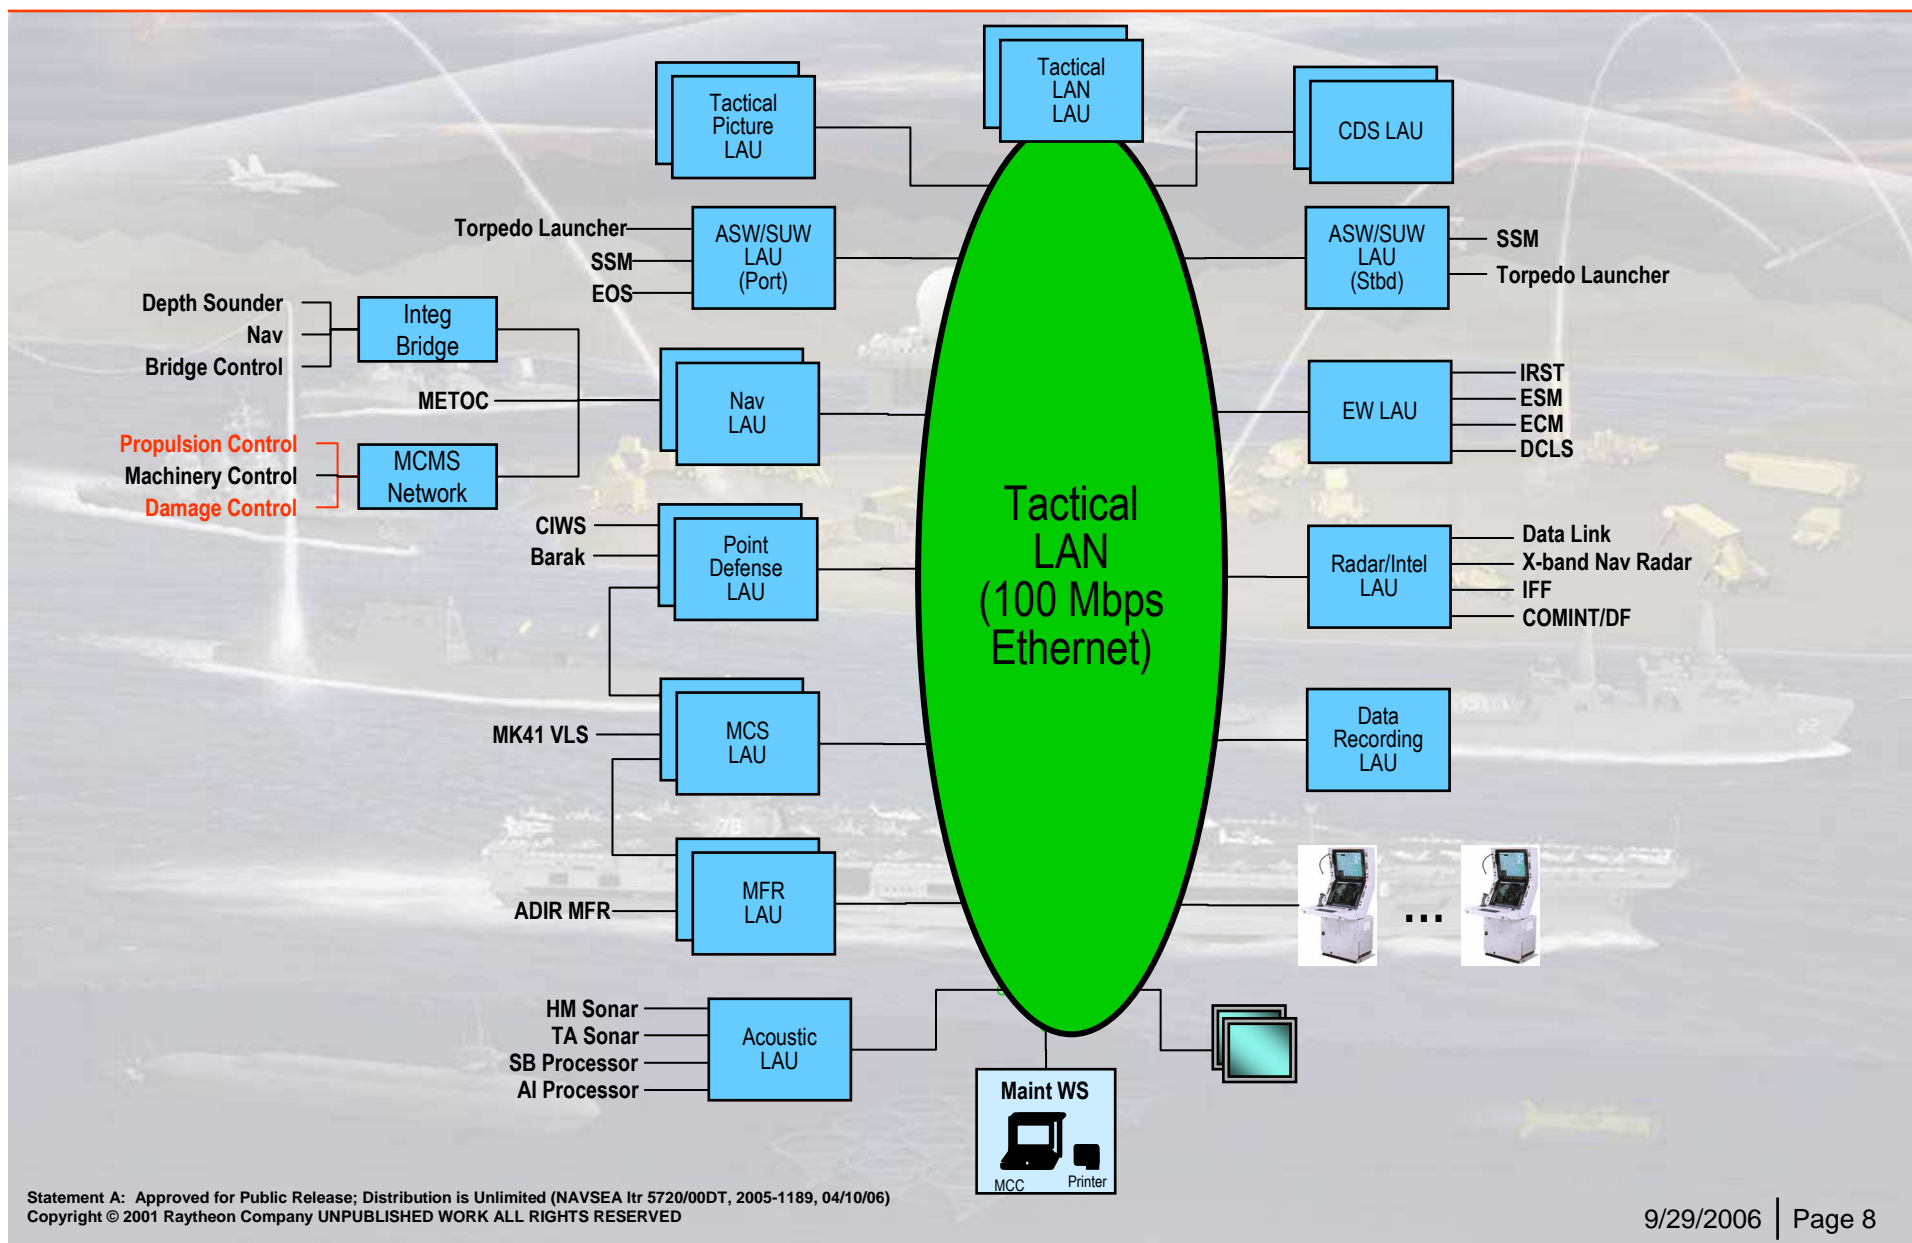 Tactical
LAN
LAU
Tactical
Picture
LAU
CDS LAU
Torpedo Launcher
SSM
EOS
ASW/SUW
LAU
(Port)
ASW/SUW
LAU
(Stbd)
SSM
Torpedo Launcher
Depth Sounder
Nav
Bridge Control
Integ
Bridge
METOC
Nav
LAU
EW LAU
IRST
ESM
ECM
DCLS
Propulsion Control
Machinery Control
Damage Control
MCMS
Network
Tactical
LAN
(100 Mbps
Ethernet)
CIWS
Barak
Point
Defense
LAU
Radar/Intel
LAU
Data Link
X-band Nav Radar
IFF
COMINT/DF
MK41 VLS
MCS
LAU
Data
Recording
LAU
ADIR MFR
MFR
LAU
...
HM Sonar
TA Sonar
SB Processor
AI Processor
Acoustic
LAU
Maint WS
MCC
Printer
Statement A: Approved for Public Release; Distribution is Unlimited (NAVSEA ltr 5720/00DT, 2005-1189, 04/10/06)
Copyright © 2001 Raytheon Company UNPUBLISHED WORK ALL RIGHTS RESERVED
9/29/2006 | Page 8
22
78